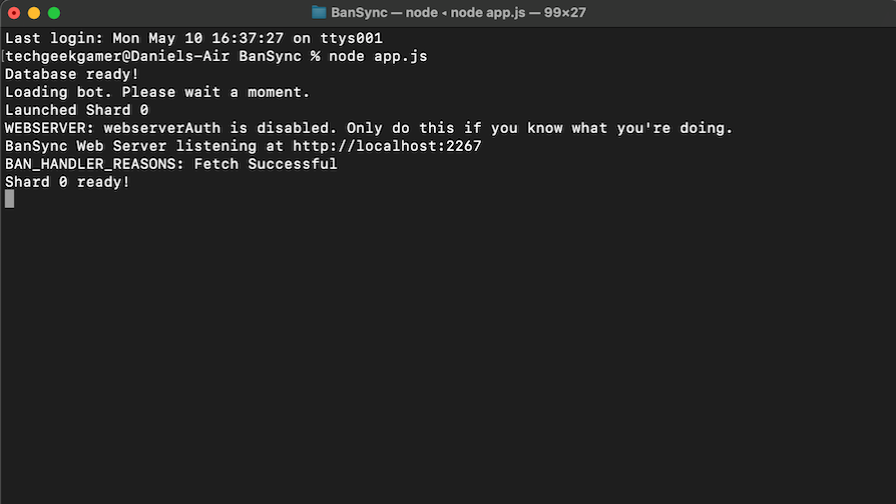 BanSync — node ◂ node app.js — 99×27
Last login: Mon May 10 16:37:27 on ttys001
[techgeekgamer@Daniels-Air BanSync % node app.js
Database ready!
Loading bot. Please wait a moment.
Launched Shard 0
WEBSERVER: webserverAuth is disabled. Only do this if you know what you're doing.
BanSync Web Server listening at http://localhost:2267
BAN_HANDLER_REASONS: Fetch Successful
Shard 0 ready!